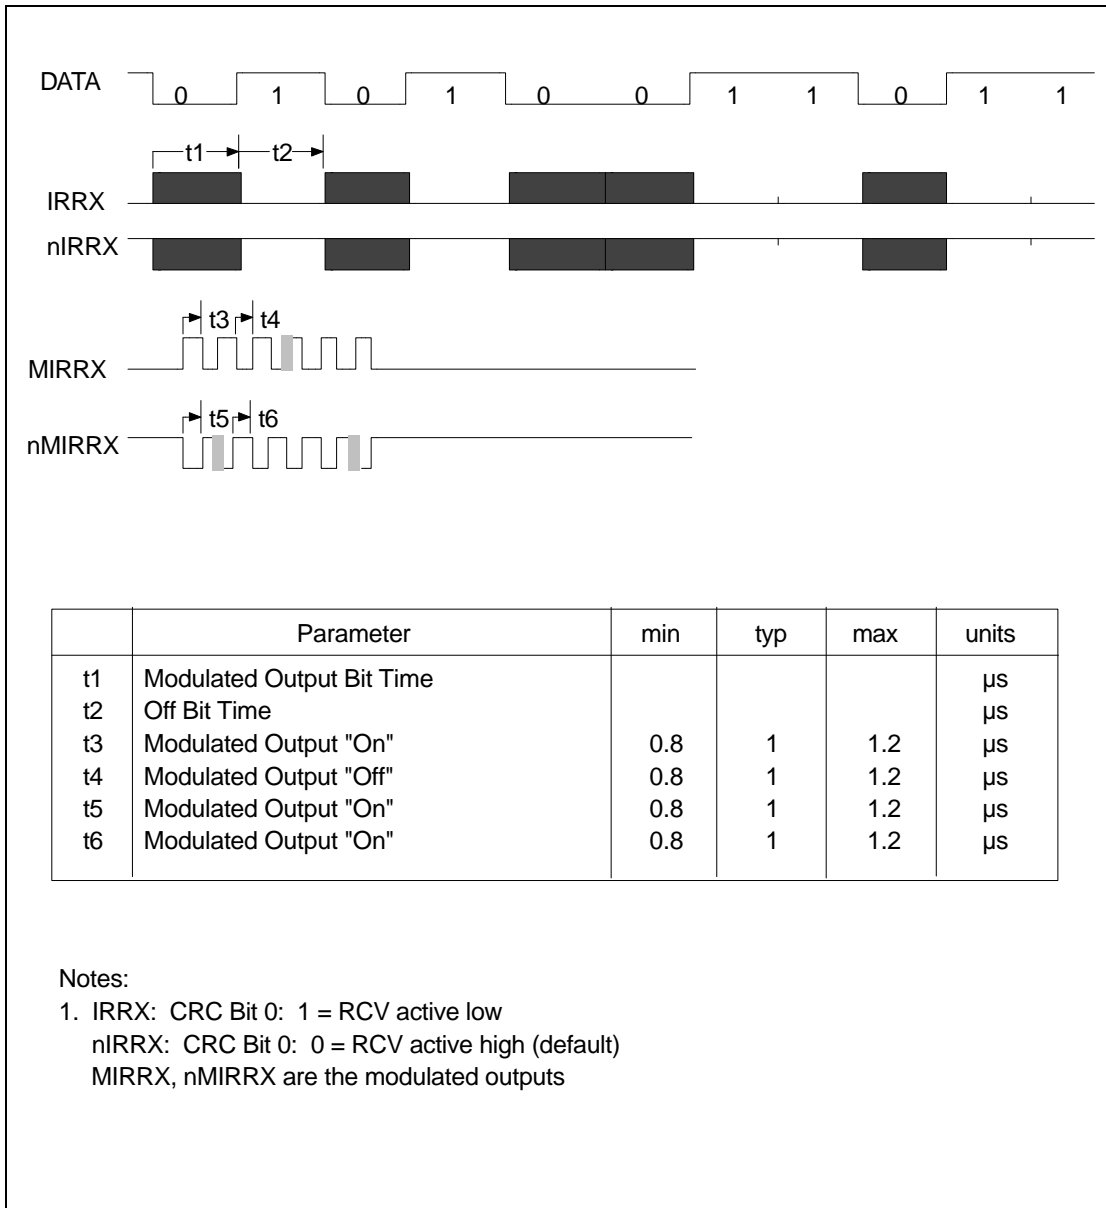 DATA 0 1 0 1 0 0 1 1 0 1 1
t1 t2
IRRX
nIRRX
t3 t4
MIRRX
t5 t6
nMIRRX
Parameter min typ max units
t1 Modulated Output Bit Time µs
t2 Off Bit Time µs
t3 Modulated Output "On" 0.8 1 1.2 µs
t4 Modulated Output "Off" 0.8 1 1.2 µs
t5 Modulated Output "On" 0.8 1 1.2 µs
t6 Modulated Output "On" 0.8 1 1.2 µs
Notes:
1. IRRX: CRC Bit 0: 1 = RCV active low
nIRRX: CRC Bit 0: 0 = RCV active high (default)
MIRRX, nMIRRX are the modulated outputs